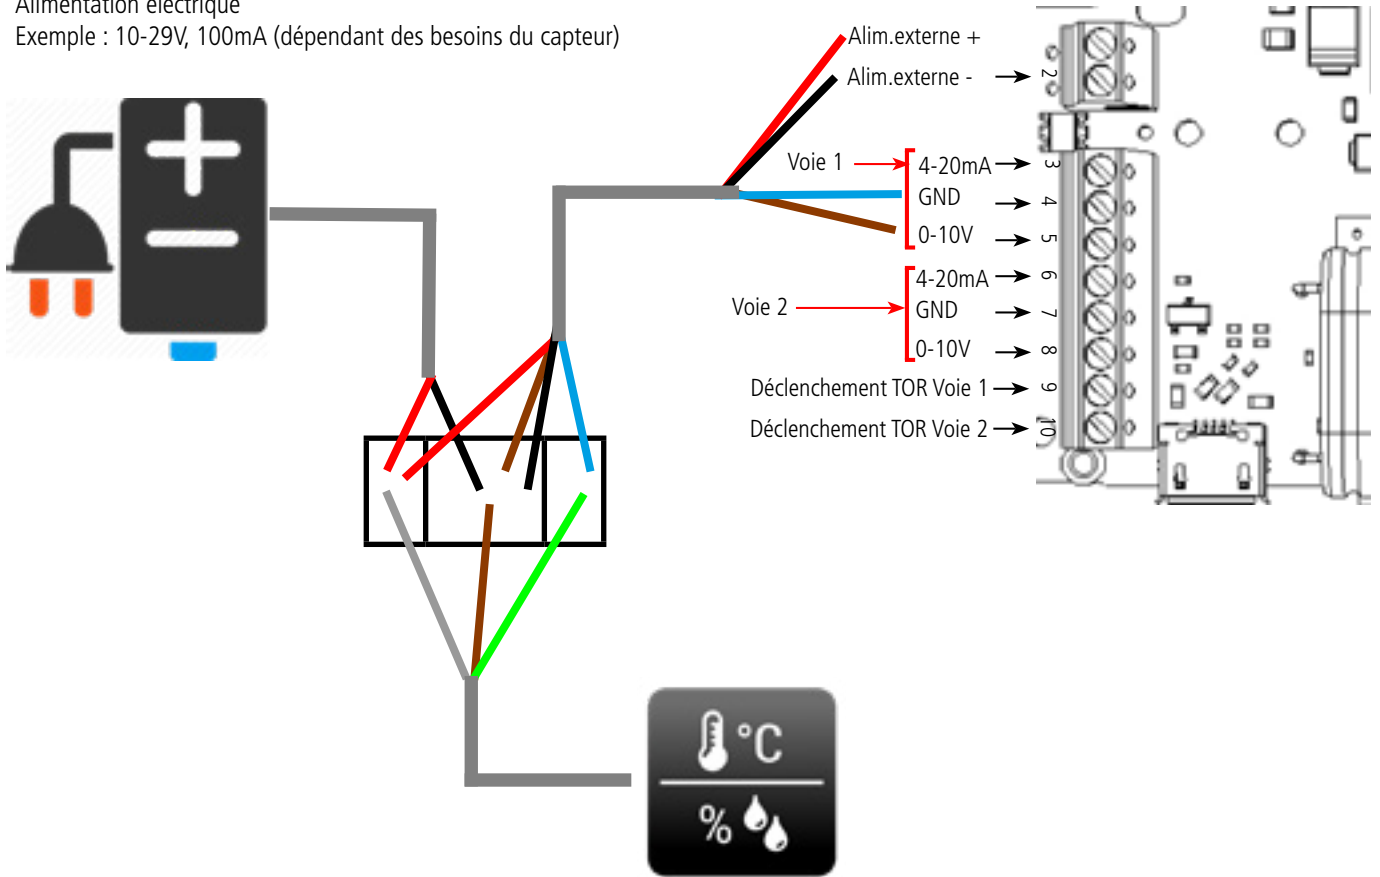 Alimentation électrique
Exemple : 10-29V, 100mA (dépendant des besoins du capteur)
Alim.externe +
Alim.externe -
2
Voie 1
4-20mA
3
GND
4
0-10V
5
4-20mA
6
Voie 2
GND
7
0-10V
8
Déclenchement TOR Voie 1
9
Déclenchement TOR Voie 2
10
°C
%